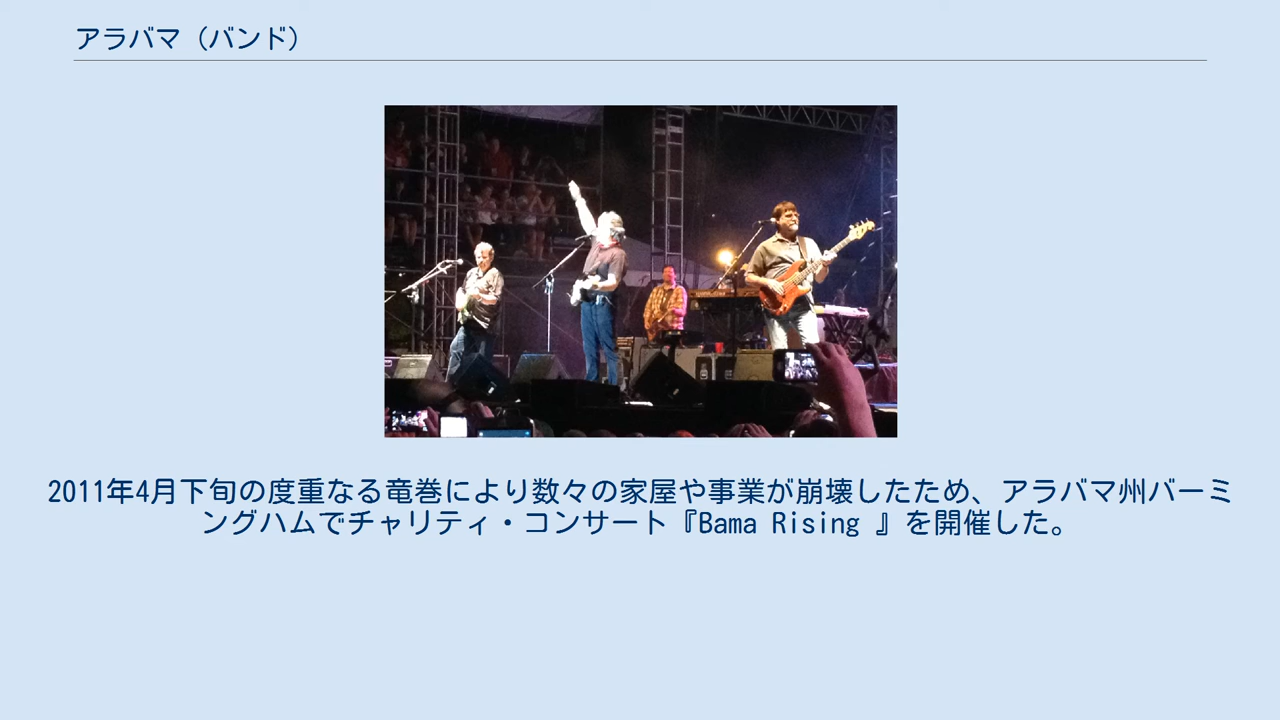 アラバマ（バンド）
2011年4月下旬の度重なる竜巻により数々の家屋や事業が崩壊したため、アラバマ州バーミ
ングハムでチャリティ・コンサート『Bama Rising 』を開催した。